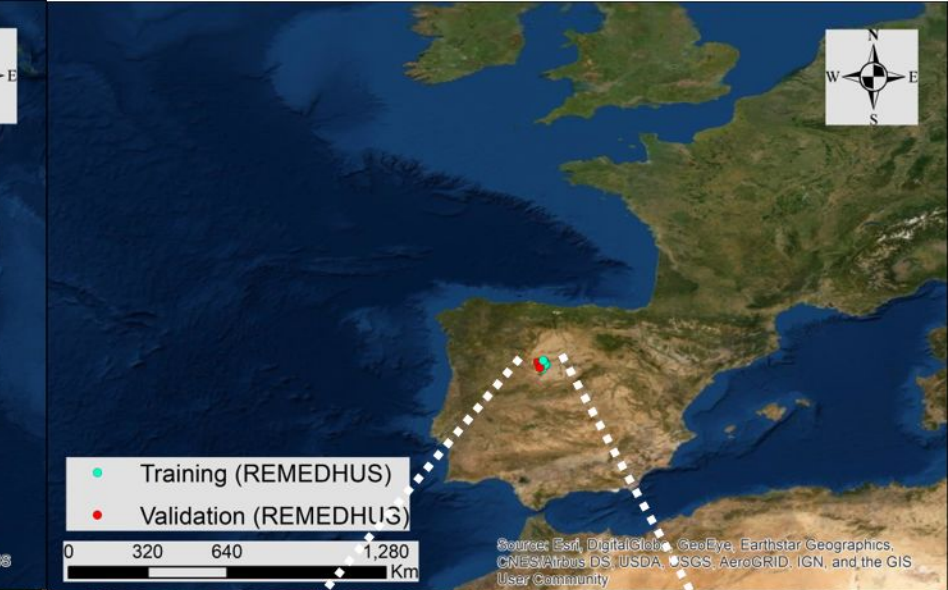 E
N
W E
S
Training (REMEDHUS)
Validation (REMEDHUS)
0 320 640 1,280
Km
Source: Esri, DigitalGlobe, GeoEye, Earthstar Geographics,
CNES/Airbus DS, USDA, USGS, AeroGRID, IGN, and the GIS
User Community